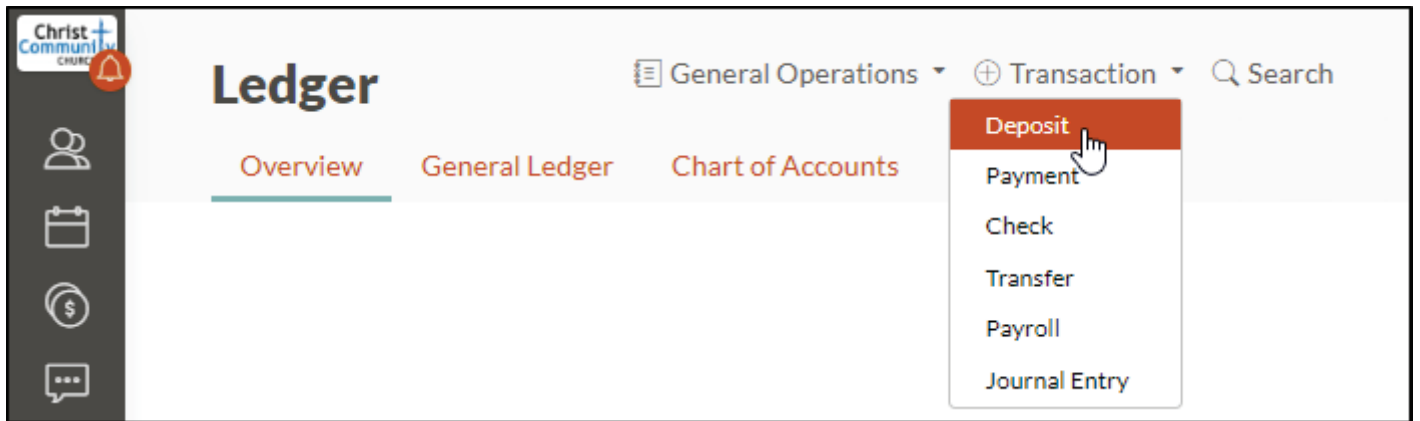 Christ
Community
CHURCH
Ledger
General Operations
Transaction
Search
Overview
General Ledger
Chart of Accounts
Deposit
Payment
Check
Transfer
Payroll
Journal Entry